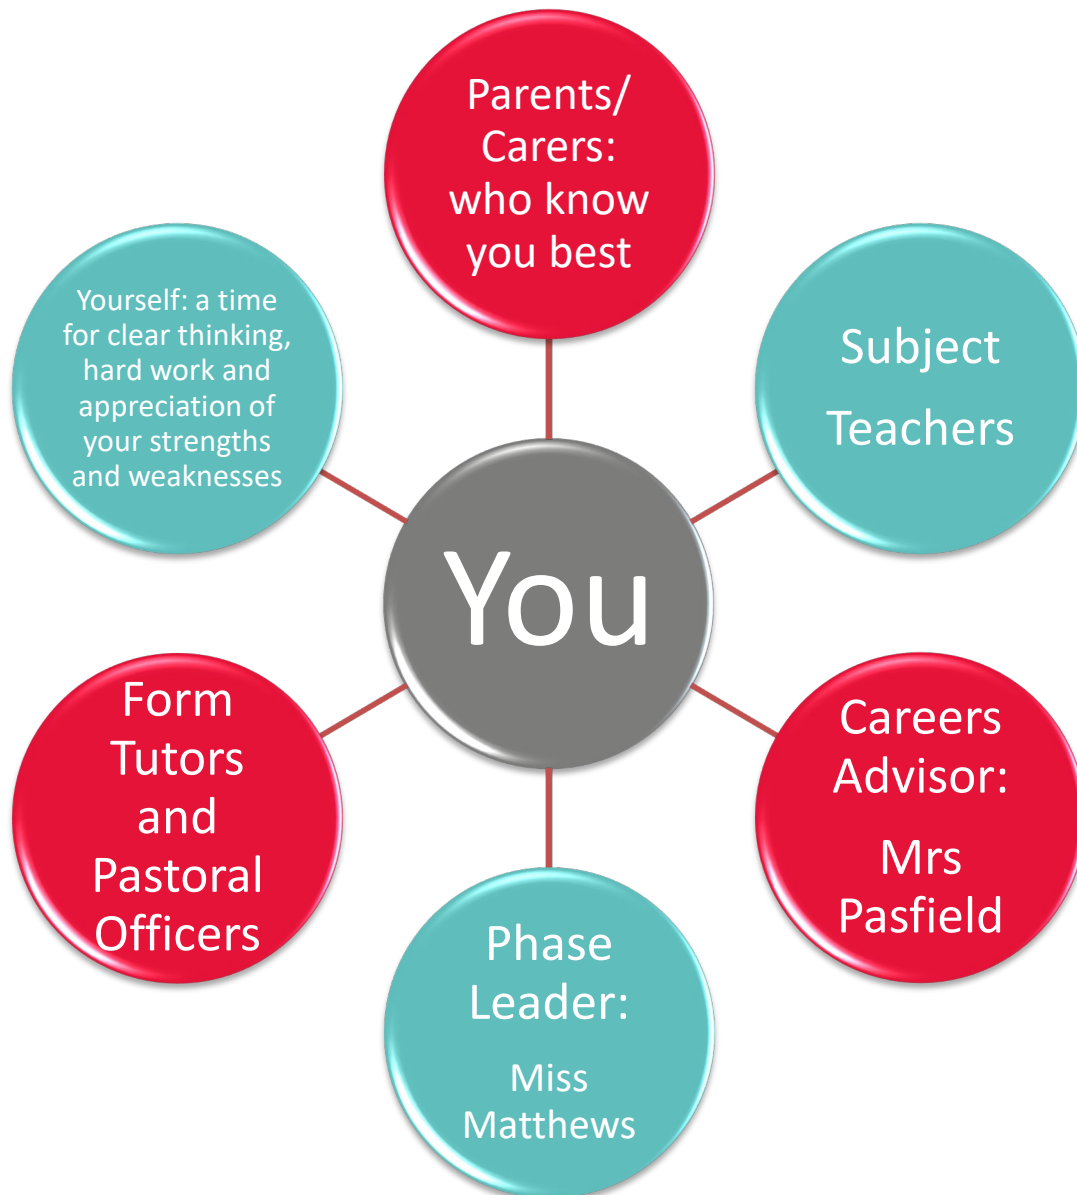 Parents/
Carers:
who know
you best
Subject
Teachers
Careers
Advisor:
Mrs
Pasfield
Phase
Leader:
Miss
Matthews
Form
Tutors
and
Pastoral
Officers
Yourself: a time
for clear thinking,
hard work and
appreciation of
your strengths
and weaknesses
You